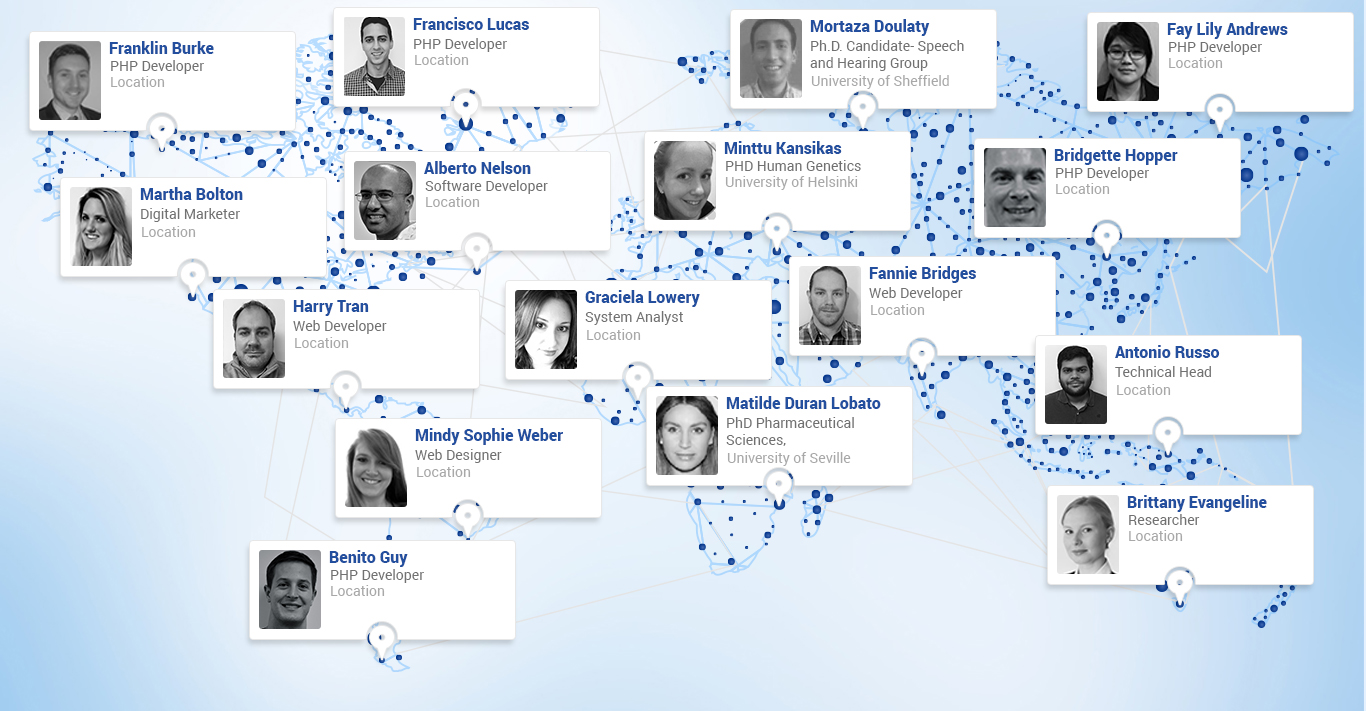 Franklin Burke
PHP Developer
Location
Francisco Lucas
PHP Developer
Location
Mortaza Doulaty
Ph.D. Candidate- Speech
and Hearing Group
University of Sheffield
Fay Lily Andrews
PHP Developer
Location
Martha Bolton
Digital Marketer
Location
Alberto Nelson
Software Developer
Location
Minttu Kansikas
PHD Human Genetics
University of Helsinki
Bridgette Hopper
PHP Developer
Location
Harry Tran
Web Developer
Location
Graciela Lowery
System Analyst
Location
Fannie Bridges
Web Developer
Location
Antonio Russo
Technical Head
Location
Mindy Sophie Weber
Web Designer
Location
Matilde Duran Lobato
PhD Pharmaceutical
Sciences,
University of Seville
Brittany Evangeline
Researcher
Location
Benito Guy
PHP Developer
Location